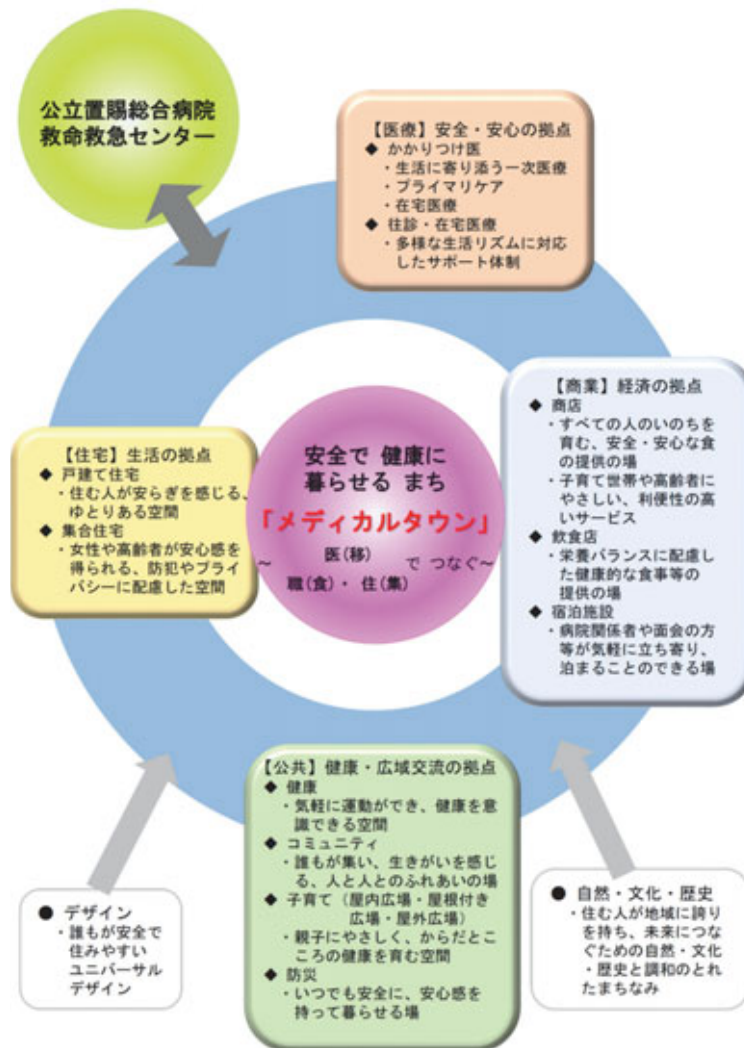 公立置賜総合病院
救命救急センター
【医療】安全・安心の拠点
◆ かかりつけ医
・生活に寄り添う一次医療
・プライマリケア
・在宅医療
◆ 往診・在宅医療
・多様な生活リズムに対応
したサポート体制
【商業】経済の拠点
◆ 商店
・すべての人のいのちを
育む、安全・安心な食
の提供の場
・子育て世帯や高齢者に
やさしい、利便性の高
いサービス
◆ 飲食店
・栄養バランスに配慮し
た健康的な食事等の
提供の場
◆ 宿泊施設
・病院関係者や面会の方
等が気軽に立ち寄り、
泊まることのできる場
【住宅】生活の拠点
◆ 戸建て住宅
・住む人が安らぎを感じる、
ゆとりある空間
◆ 集合住宅
・女性や高齢者が安心感を
得られる、防犯やプライ
バシーに配慮した空間
安全で 健康に
暮らせる まち
「メディカルタウン」
～ 医(移) で つなぐ～
職(食)・ 住(集)
【公共】健康・広域交流の拠点
◆ 健康
・気軽に運動ができ、健康を意
識できる空間
◆ コミュニティ
・誰もが集い、生きがいを感じ
る、人と人とのふれあいの場
◆ 子育て（屋内広場・屋根付き
広場・屋外広場）
・親子にやさしく、からだとこ
ころの健康を育む空間
◆ 防災
・いつでも安全に、安心感を
持って暮らせる場
● デザイン
・誰もが安全で
住みやすい
ユニバーサル
デザイン
● 自然・文化・歴史
・住む人が地域に誇り
を持ち、未来につな
ぐための自然・文化
・歴史と調和のとれ
たまちなみ